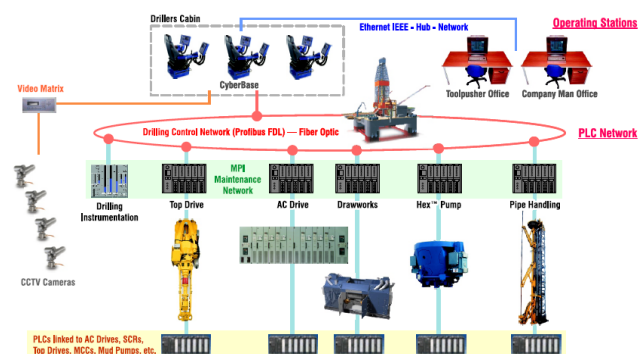 Drillers Cabin
Ethernet IEEE - Hub - Network
Operating Stations
CyberBase
Toolpusher Office
Company Man Office
Video Matrix
Drilling Control Network (Profibus FDL) — Fiber Optic
PLC Network
MPI
Maintenance
Network
Drilling
Instrumentation
Top Drive
AC Drive
Drawworks
Hex™ Pump
Pipe Handling
CCTV Cameras
PLCs linked to AC Drives, SCRs,
Top Drives, MCCs, Mud Pumps, etc.